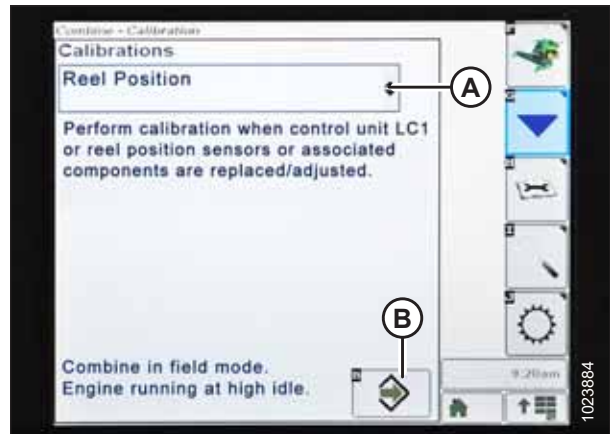 Combine - Calibration
Calibrations
Reel Position
A
Perform calibration when control unit LC1
or reel position sensors or associated
components are replaced/adjusted.
B
Combine in field mode.
Engine running at high idle.
9:20am
1023884